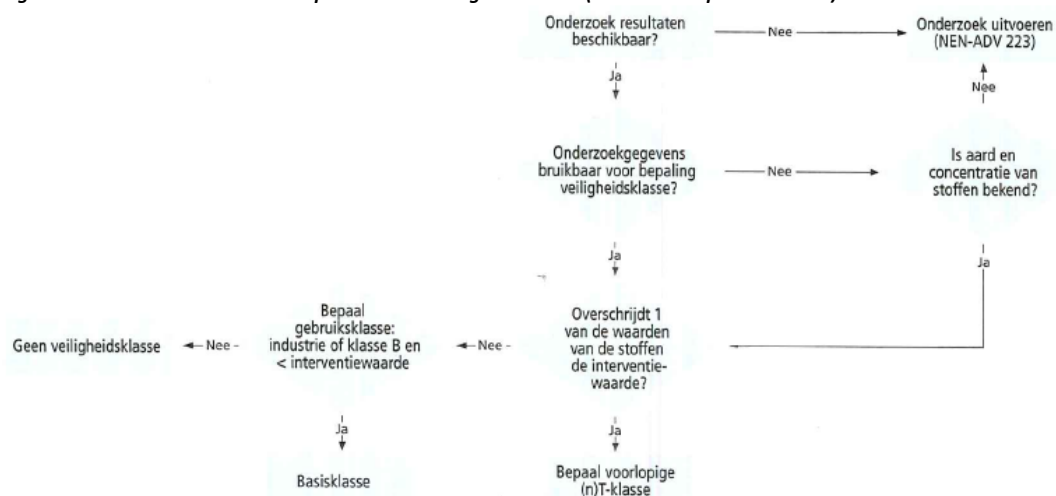 Onderzoek resultaten
beschikbaar?
Nee
Onderzoek uitvoeren
(NEN-ADV 223)
Ja
Nee
Onderzoekgegevens
bruikbaar voor bepaling
veiligheidsklasse?
Nee
Is aard en
concentratie van
stoffen bekend?
Ja
Ja
Overschrijdt 1
van de waarden
van de stoffen
de interventie-
waarde?
Nee
Bepaal
gebruiksklasse:
industrie of klasse B en
< interventiewaarde
Nee
Geen veiligheidsklasse
Ja
Ja
Basisklasse
Bepaal voorlopige
(n)T-klasse